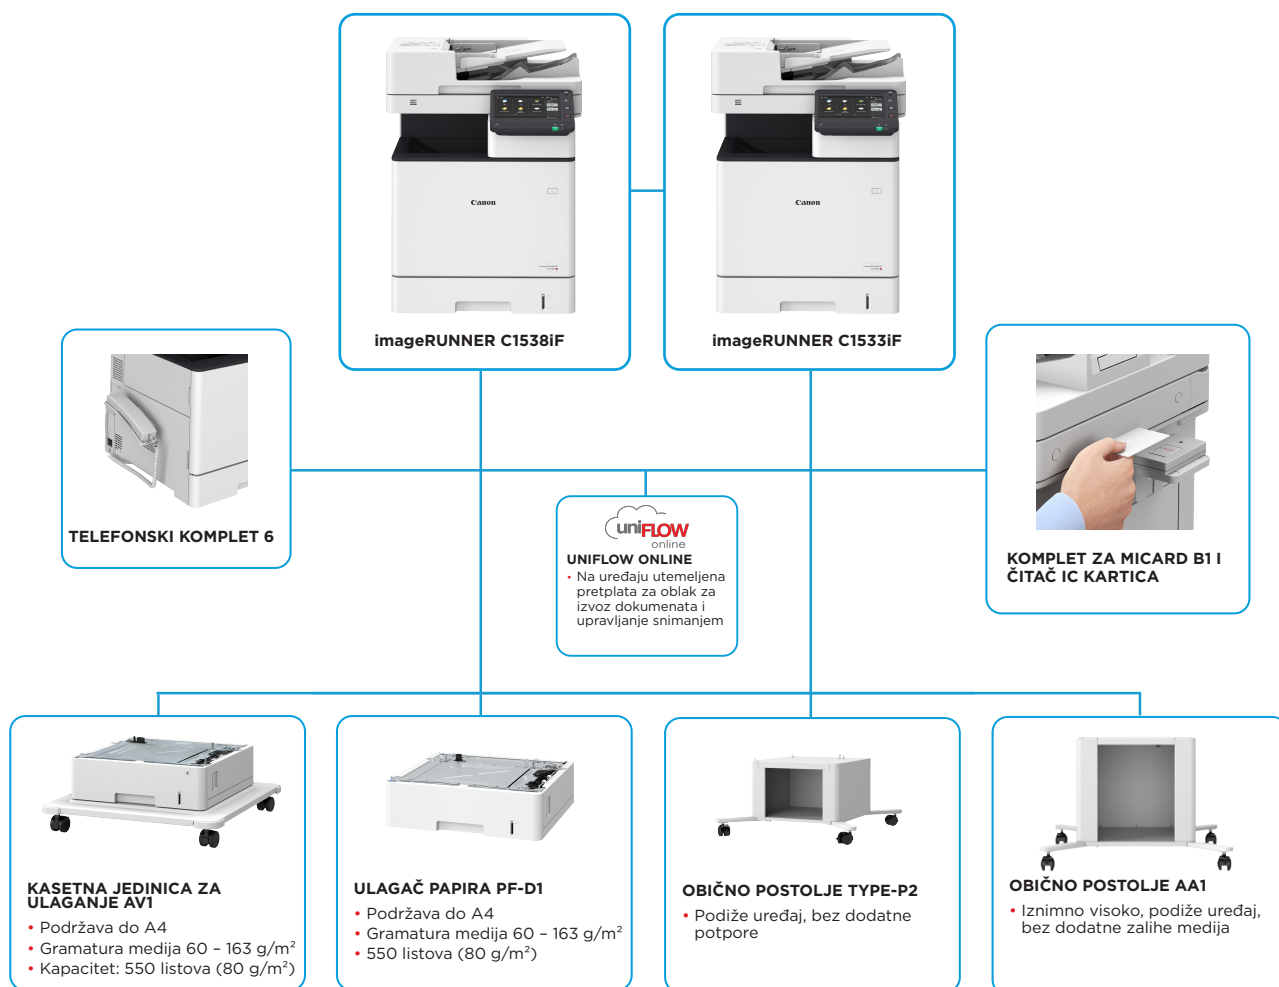 Canon
Canon
imageRUNNER C1538iF
imageRUNNER C1533iF
TELEFONSKI KOMPLET 6
uniFLOW
online
UNIFLOW ONLINE
• Na uređaju utemeljena
pretplata za oblak za
izvoz dokumenata i
upravljanje snimanjem
KOMPLET ZA MICARD B1 I
ČITAČ IC KARTICA
KASETNA JEDINICA ZA
ULAGANJE AV1
• Podržava do A4
• Gramatura medija 60 – 163 g/m²
• Kapacitet: 550 listova (80 g/m²)
ULAGAČ PAPIRA PF-D1
• Podržava do A4
• Gramatura medija 60 – 163 g/m²
• 550 listova (80 g/m²)
OBIČNO POSTOLJE TYPE-P2
• Podiže uređaj, bez dodatne
potpore
OBIČNO POSTOLJE AA1
• Iznimno visoko, podiže uređaj,
bez dodatne zalihe medija